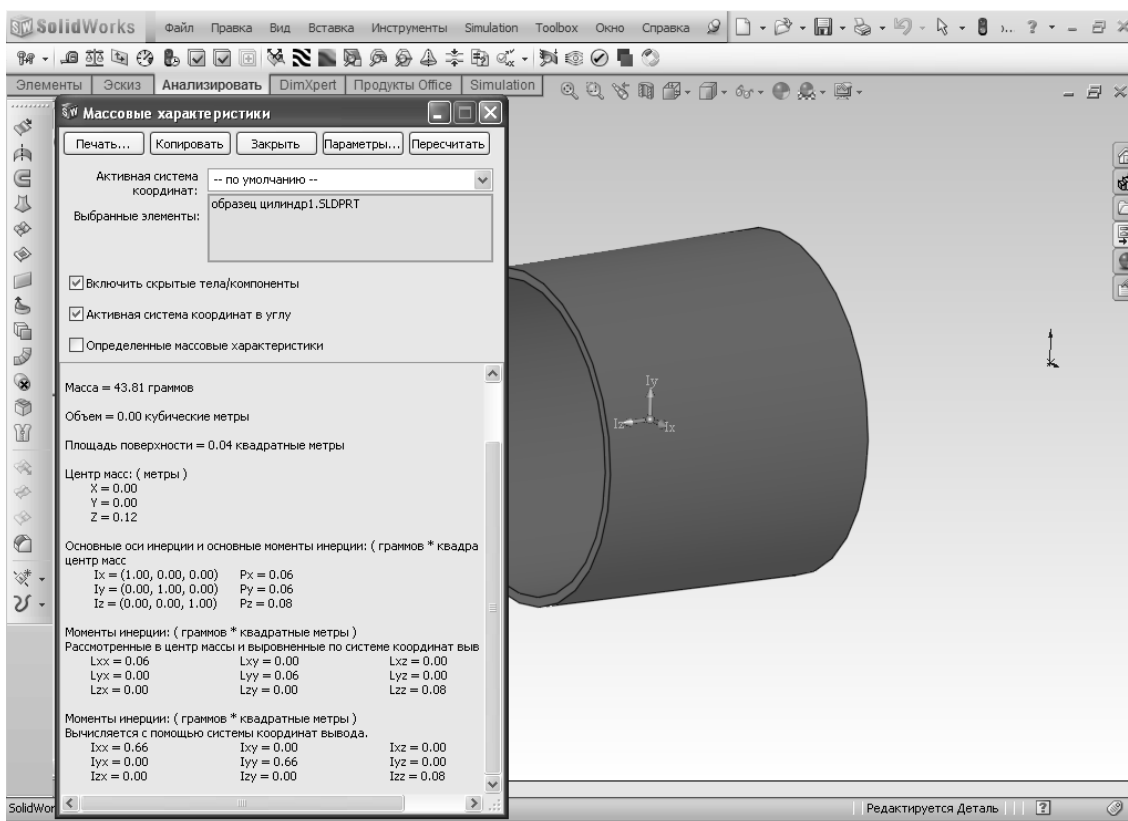 SolidWorks Файл Правка Вид Вставка Инструменты Simulation Toolbox Окно Справка ... ?
Элементы Эскиз Анализировать DimXpert Продукты Office Simulation
SW Массовые характеристики
Печать... Копировать Закрыть Параметры... Пересчитать
Активная система координат: -- по умолчанию --
Выбранные элементы: образец цилиндр1.SLDPRT
Включить скрытые тела/компоненты
Активная система координат в углу
Определенные массовые характеристики
Масса = 43.81 граммов
Объем = 0.00 кубические метры
Площадь поверхности = 0.04 квадратные метры
Центр масс: ( метры )
X = 0.00
Y = 0.00
Z = 0.12
Основные оси инерции и основные моменты инерции: ( граммов * квадра
центр масс
Ix = (1.00, 0.00, 0.00) Px = 0.06
Iy = (0.00, 1.00, 0.00) Py = 0.06
Iz = (0.00, 0.00, 1.00) Pz = 0.08
Моменты инерции: ( граммов * квадратные метры )
Рассмотренные в центр массы и выровненные по системе координат выв
Lxx = 0.06 Lxy = 0.00 Lxz = 0.00
Lyx = 0.00 Lyy = 0.06 Lyz = 0.00
Lzx = 0.00 Lzy = 0.00 Lzz = 0.08
Моменты инерции: ( граммов * квадратные метры )
Вычисляется с помощью системы координат вывода.
Ixx = 0.66 Ixy = 0.00 Ixz = 0.00
Iyx = 0.00 Iyy = 0.66 Iyz = 0.00
Izx = 0.00 Izy = 0.00 Izz = 0.08
Iy
Iz Ix
SolidWor Редактируется Деталь ?